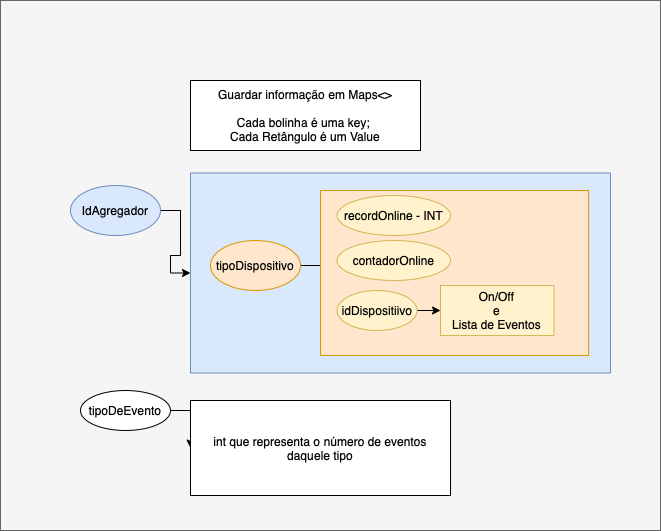 Guardar informação em Maps<>
Cada bolinha é uma key;
Cada Retângulo é um Value
IdAgregador
tipoDispositivo
recordOnline - INT
contadorOnline
idDispositiivo
On/Off
e
Lista de Eventos
tipoDeEvento
int que representa o número de eventos
daquele tipo